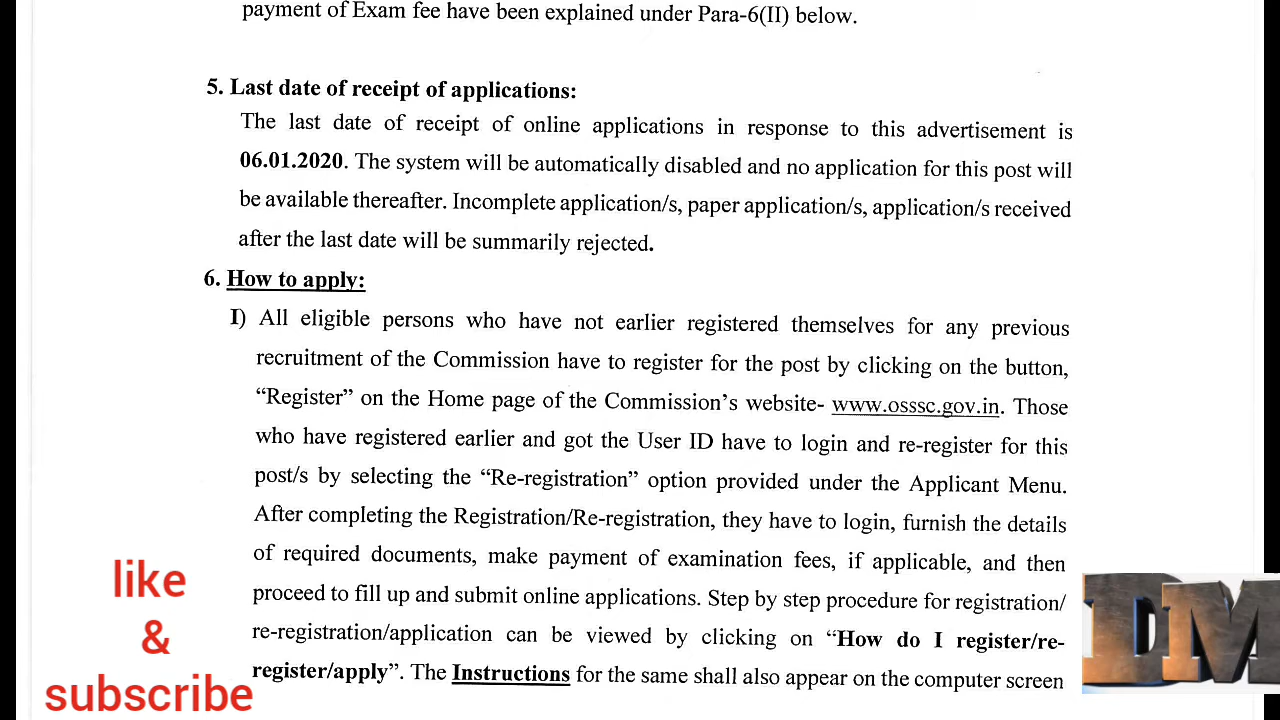 payment of Exam fee have been explained under Para-6(II) below.
5. Last date of receipt of applications:
The last date of receipt of online applications in response to this advertisement is
06.01.2020. The system will be automatically disabled and no application for this post will
be available thereafter. Incomplete application/s, paper application/s, application/s received
after the last date will be summarily rejected.
6. How to apply:
I) All eligible persons who have not earlier registered themselves for any previous
recruitment of the Commission have to register for the post by clicking on the button,
“Register” on the Home page of the Commission’s website- www.osssc.gov.in. Those
who have registered earlier and got the User ID have to login and re-register for this
post/s by selecting the “Re-registration” option provided under the Applicant Menu.
After completing the Registration/Re-registration, they have to login, furnish the details
of required documents, make payment of examination fees, if applicable, and then
proceed to fill up and submit online applications. Step by step procedure for registration/
re-registration/application can be viewed by clicking on “How do I register/re-
register/apply”. The Instructions for the same shall also appear on the computer screen
like
&
subscribe
DM